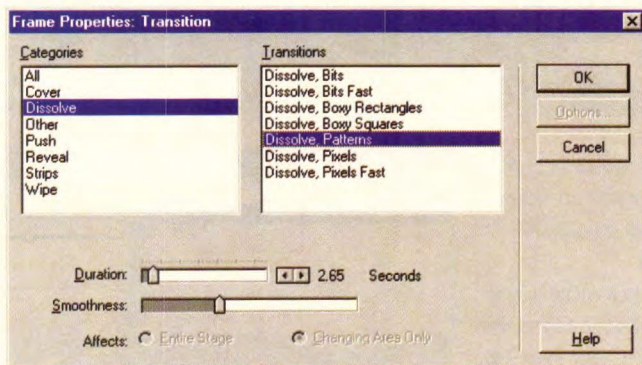 Frame Properties: Transition
Categories
All
Cover
Dissolve
Other
Push
Reveal
Strips
Wipe
Transitions
Dissolve, Bits
Dissolve, Bits Fast
Dissolve, Boxy Rectangles
Dissolve, Boxy Squares
Dissolve, Patterns
Dissolve, Pixels
Dissolve, Pixels Fast
OK
Options...
Cancel
Duration: 2.65 Seconds
Smoothness:
Affects: Entire Stage Changing Area Only
Help